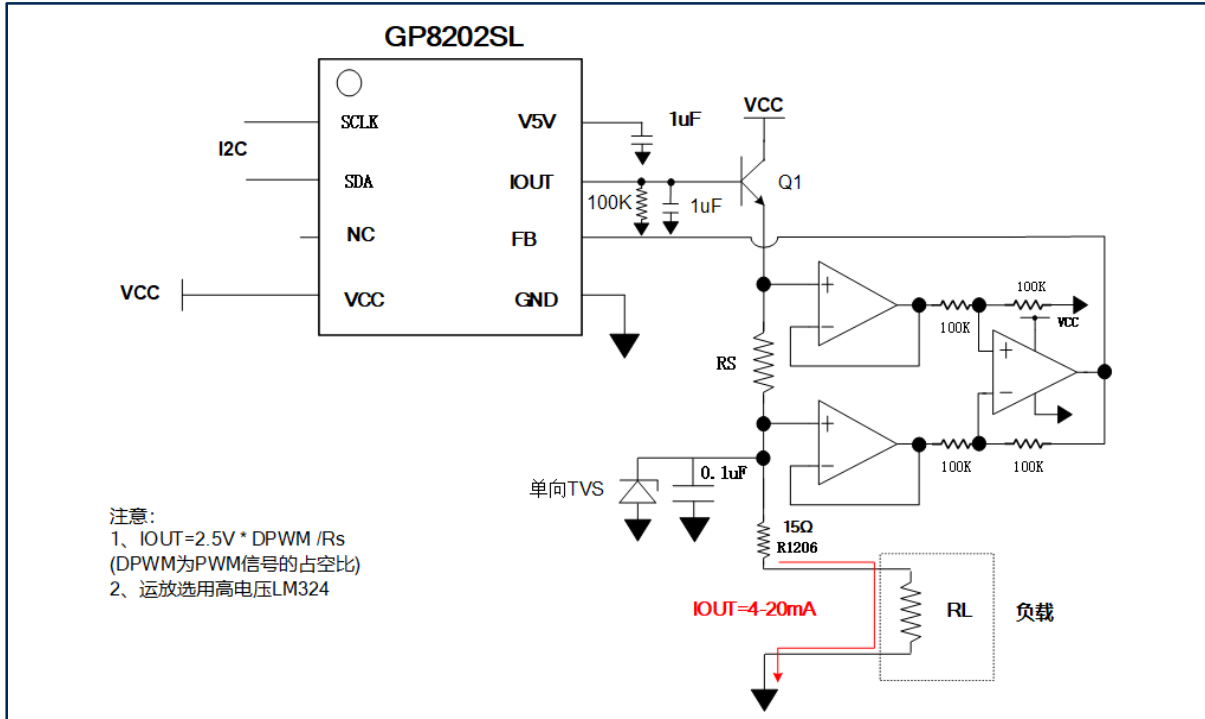 GP8202SL
VCC
SCLK
V5V
1uF
I2C
SDA
IOUT
Q1
100K
1uF
NC
FB
VCC
VCC
GND
100K
100K
VCC
RS
100K
100K
单向TVS
0.1uF
15Ω
R1206
注意:
1、IOUT=2.5V * DPWM /Rs
(DPWM为PWM信号的占空比)
2、运放选用高电压LM324
IOUT=4-20mA
RL
负载
+
-
+
-
+
-